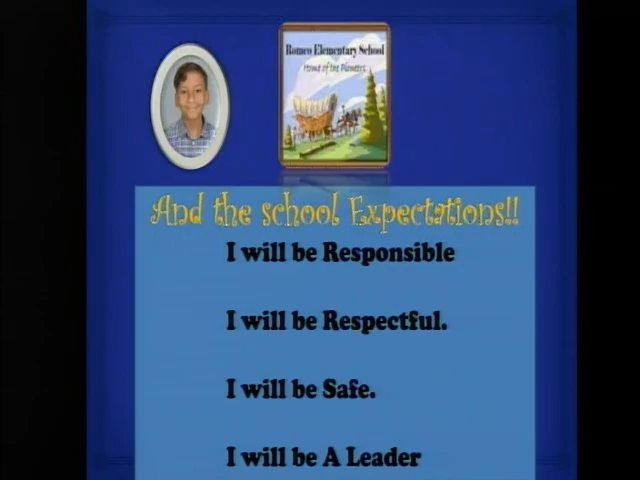 Romeo Elementary School
Home of the Pioneers
And the school Expectations!!
I will be Responsible
I will be Respectful.
I will be Safe.
I will be A Leader